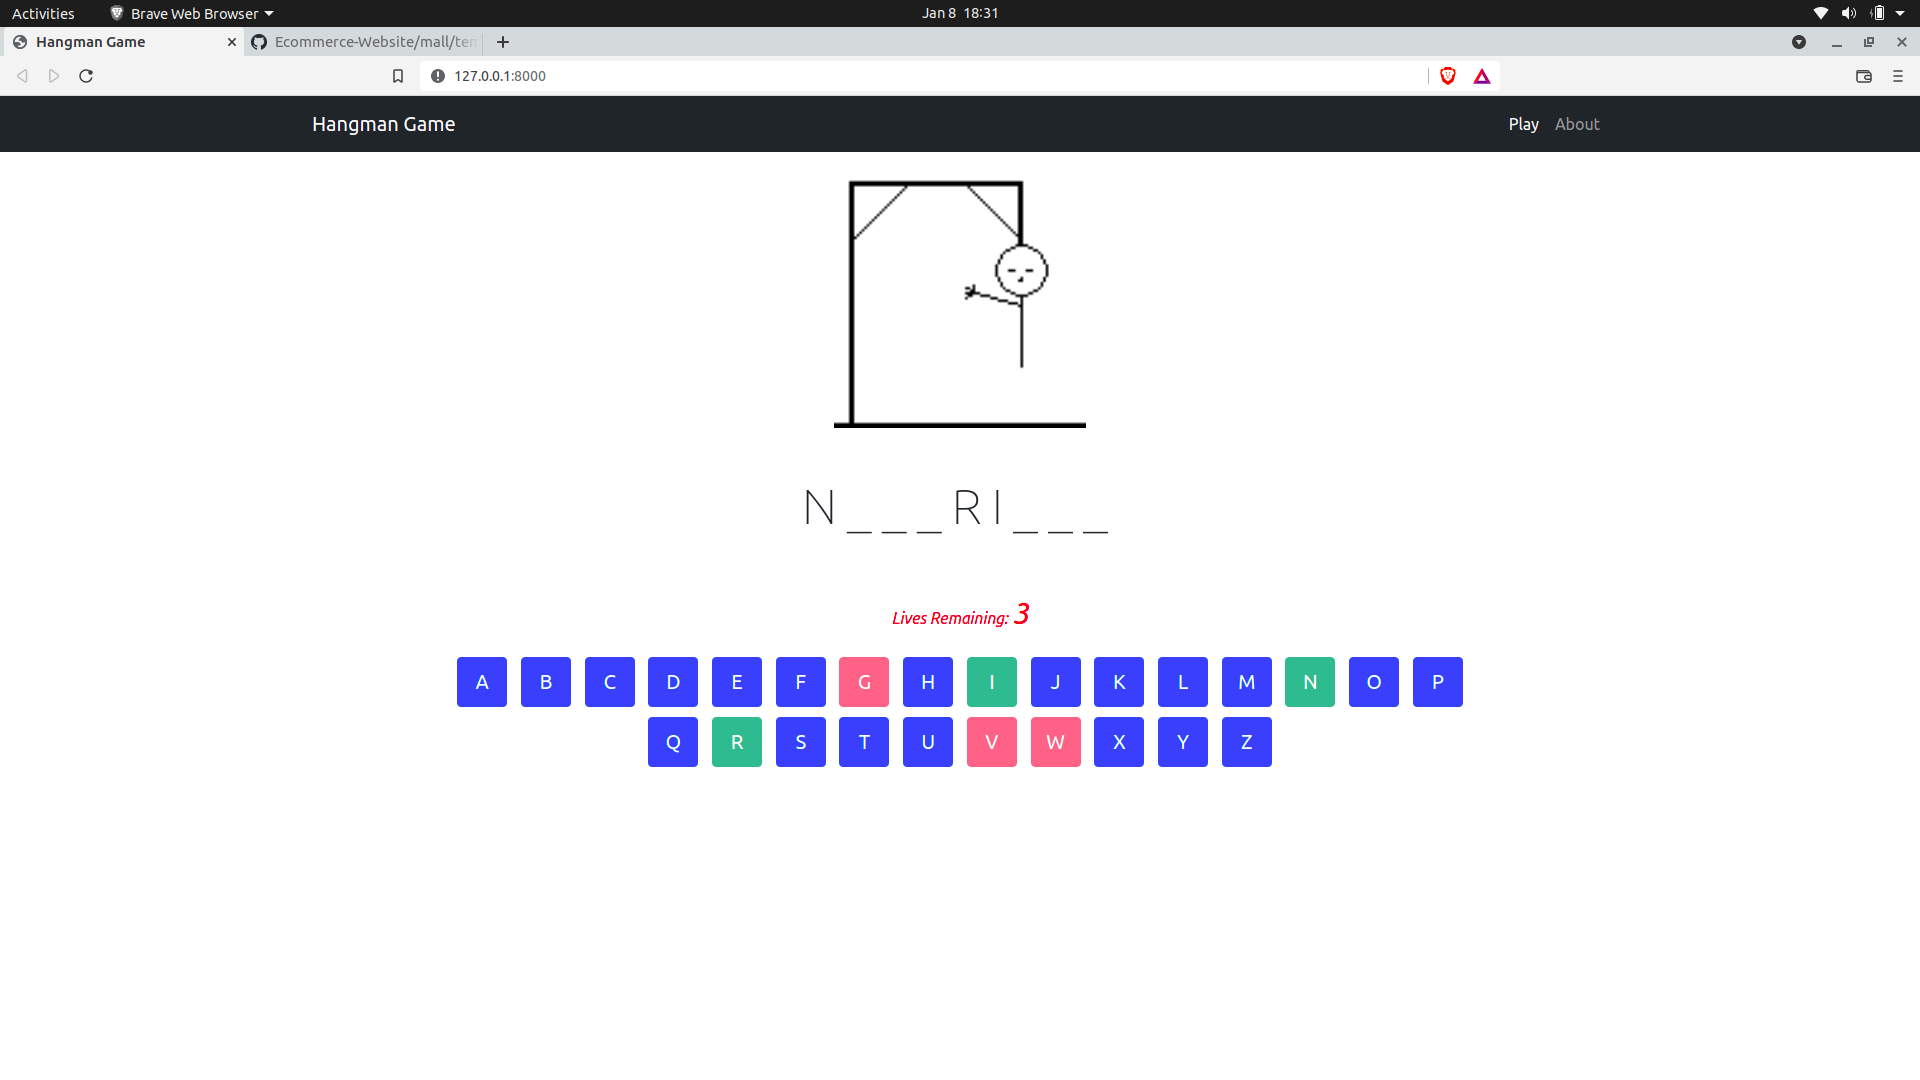 Activities Brave Web Browser Jan 8 18:31
Hangman Game Ecommerce-Website/mall/ten
127.0.0.1:8000
Hangman Game Play About
N _ _ _ R I _ _ _
Lives Remaining: 3
A B C D E F G H I J K L M N O P
Q R S T U V W X Y Z